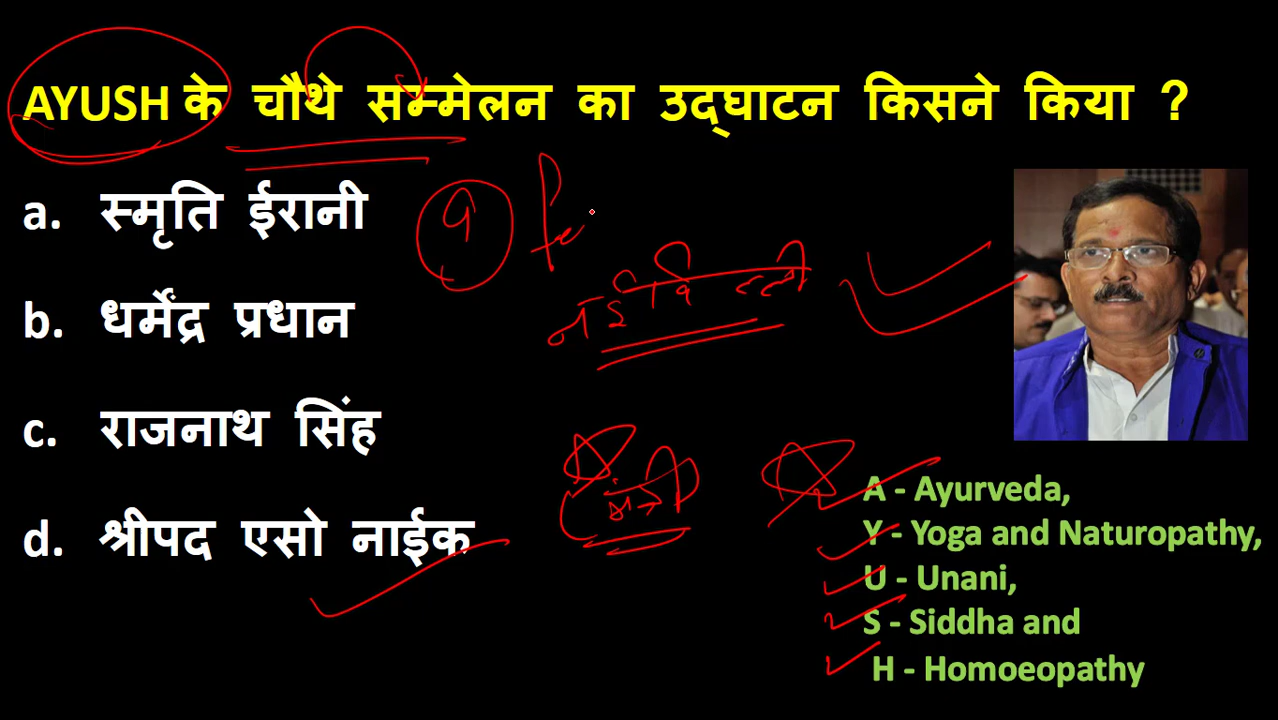 AYUSH के चौथे सम्मेलन का उद्घाटन किसने किया ?
a. स्मृति ईरानी
b. धर्मेंद्र प्रधान
c. राजनाथ सिंह
d. श्रीपद एसो नाईक
A - Ayurveda,
Y - Yoga and Naturopathy,
U - Unani,
S - Siddha and
H - Homoeopathy